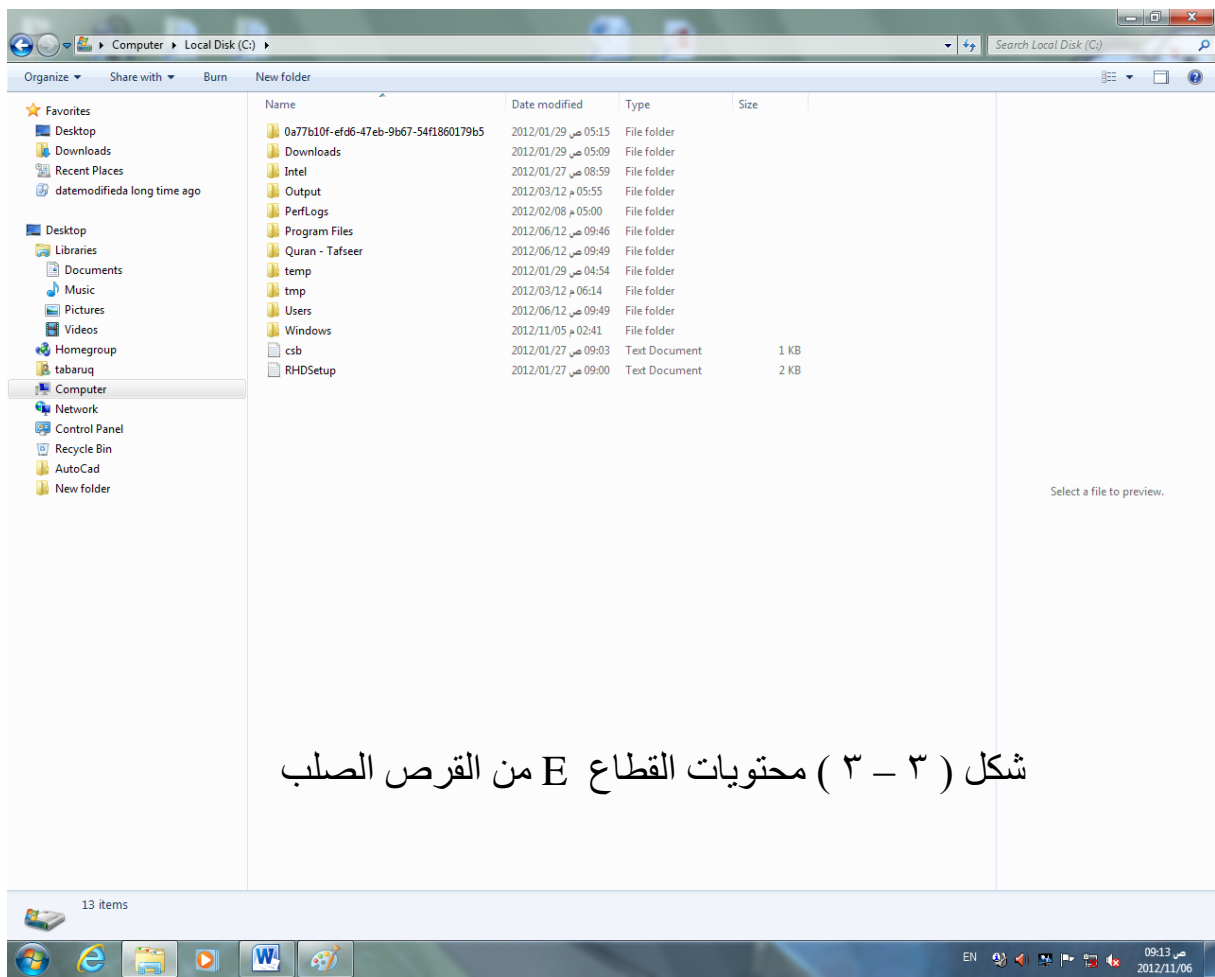 Computer ▸ Local Disk (C:) ▸
Search Local Disk (C:)
Organize Share with Burn New folder
Favorites
Desktop
Downloads
Recent Places
datemodifieda long time ago
Desktop
Libraries
Documents
Music
Pictures
Videos
Homegroup
tabaruq
Computer
Network
Control Panel
Recycle Bin
AutoCad
New folder
Name Date modified Type Size
0a77b10f-efd6-47eb-9b67-54f1860179b5 2012/01/29 ص 05:15 File folder
Downloads 2012/01/29 ص 05:09 File folder
Intel 2012/01/27 ص 08:59 File folder
Output 2012/03/12 م 05:55 File folder
PerfLogs 2012/02/08 م 05:00 File folder
Program Files 2012/06/12 ص 09:46 File folder
Quran - Tafseer 2012/06/12 ص 09:49 File folder
temp 2012/01/29 ص 04:54 File folder
tmp 2012/03/12 م 06:14 File folder
Users 2012/06/12 ص 09:49 File folder
Windows 2012/11/05 م 02:41 File folder
csb 2012/01/27 ص 09:03 Text Document 1 KB
RHDSetup 2012/01/27 ص 09:00 Text Document 2 KB
Select a file to preview.
شكل ( ٣ – ٣ ) محتويات القطاع E من القرص الصلب
13 items
EN
09:13 ص
2012/11/06